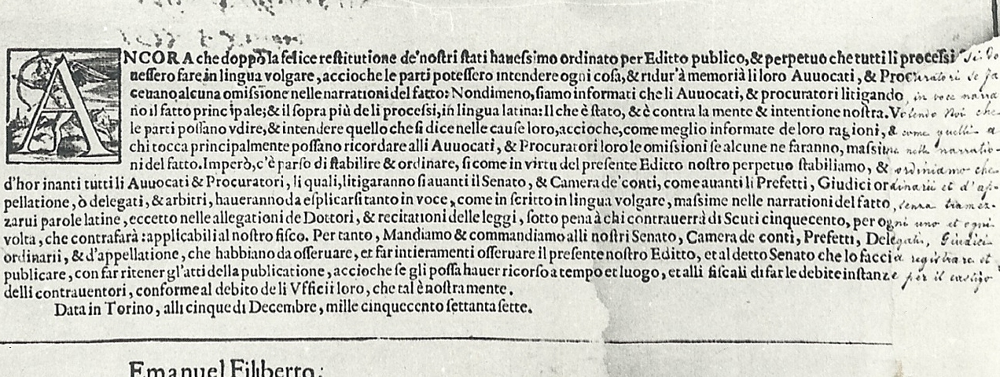 ANCORA che doppò la felice reſtitutione de' noſtri ſtati haueſsimo ordinato per Editto publico, & perpetuo che tutti li proceſsi si do
ueſſero fare in lingua volgare, accioche le parti poteſſero intendere ogni coſa, & ridur'à memorià li loro Auuocati, & Procuratori se fa
ceuano alcuna omiſsione nelle narrationi del fatto: Nondimeno, ſiamo informati che li Auuocati, & procuratori litigando, in voce narra
no il fatto principale; & il ſopra più de li proceſsi, in lingua latina: Il che è ſtato, & è contra la mente & intentione noſtra. Volendo Noi che
le parti poſſano vdire, & intendere quello che ſi dice nelle cauſe loro, accioche, come meglio informate de loro ragioni, & come quelli a
chi tocca principalmente poſſano ricordare alli Auuocati, & Procuratori loro le omiſsioni ſe alcune ne faranno, maſsime nelle narratio-
ni del fatto. Imperò, c'è parſo di ſtabilire & ordinare, ſi come in virtu del preſente Editto noſtro perpetuo ſtabiliamo, & ordiniamo che
d'hor inanti tutti li Auuocati & Procuratori, li quali, litigaranno ſi auanti il Senato, & Camera de' conti, come auanti li Prefetti, Giudici ordinarii et d'ap-
pellatione, ò delegati, & arbitri, haueranno da eſplicarſi tanto in voce, come in ſcritto in lingua volgare, maſsime nelle narrationi del fatto, senza tramez-
zarui parole latine, eccetto nelle allegationi de Dottori, & recitationi delle leggi, ſotto pena à chi contrauerrà di Scuti cinquecento, per ogni uno et ogni
volta, che contrafarà: applicabili al noſtro fiſco. Per tanto, Mandiamo & commandiamo alli noſtri Senato, Camera de conti, Prefetti, Delegati, Giudici
ordinarii, & d'appellatione, che habbiano da oſſeruare, et far intieramenti oſſeruare il preſente noſtro Editto, et al detto Senato che lo faccia registrare et
publicare, con far ritener gl'atti della publicatione, accioche ſe gli poſſa hauer ricorſo a tempo et luogo, et alli fiſcali di far le debite inſtanze per il castigo
delli contrauentori, conforme al debito de li Vfficii loro, che tal è noſtra mente.
Data in Torino, alli cinque di Decembre, mille cinquecento ſettanta ſette.
Emanuel Filiberto: